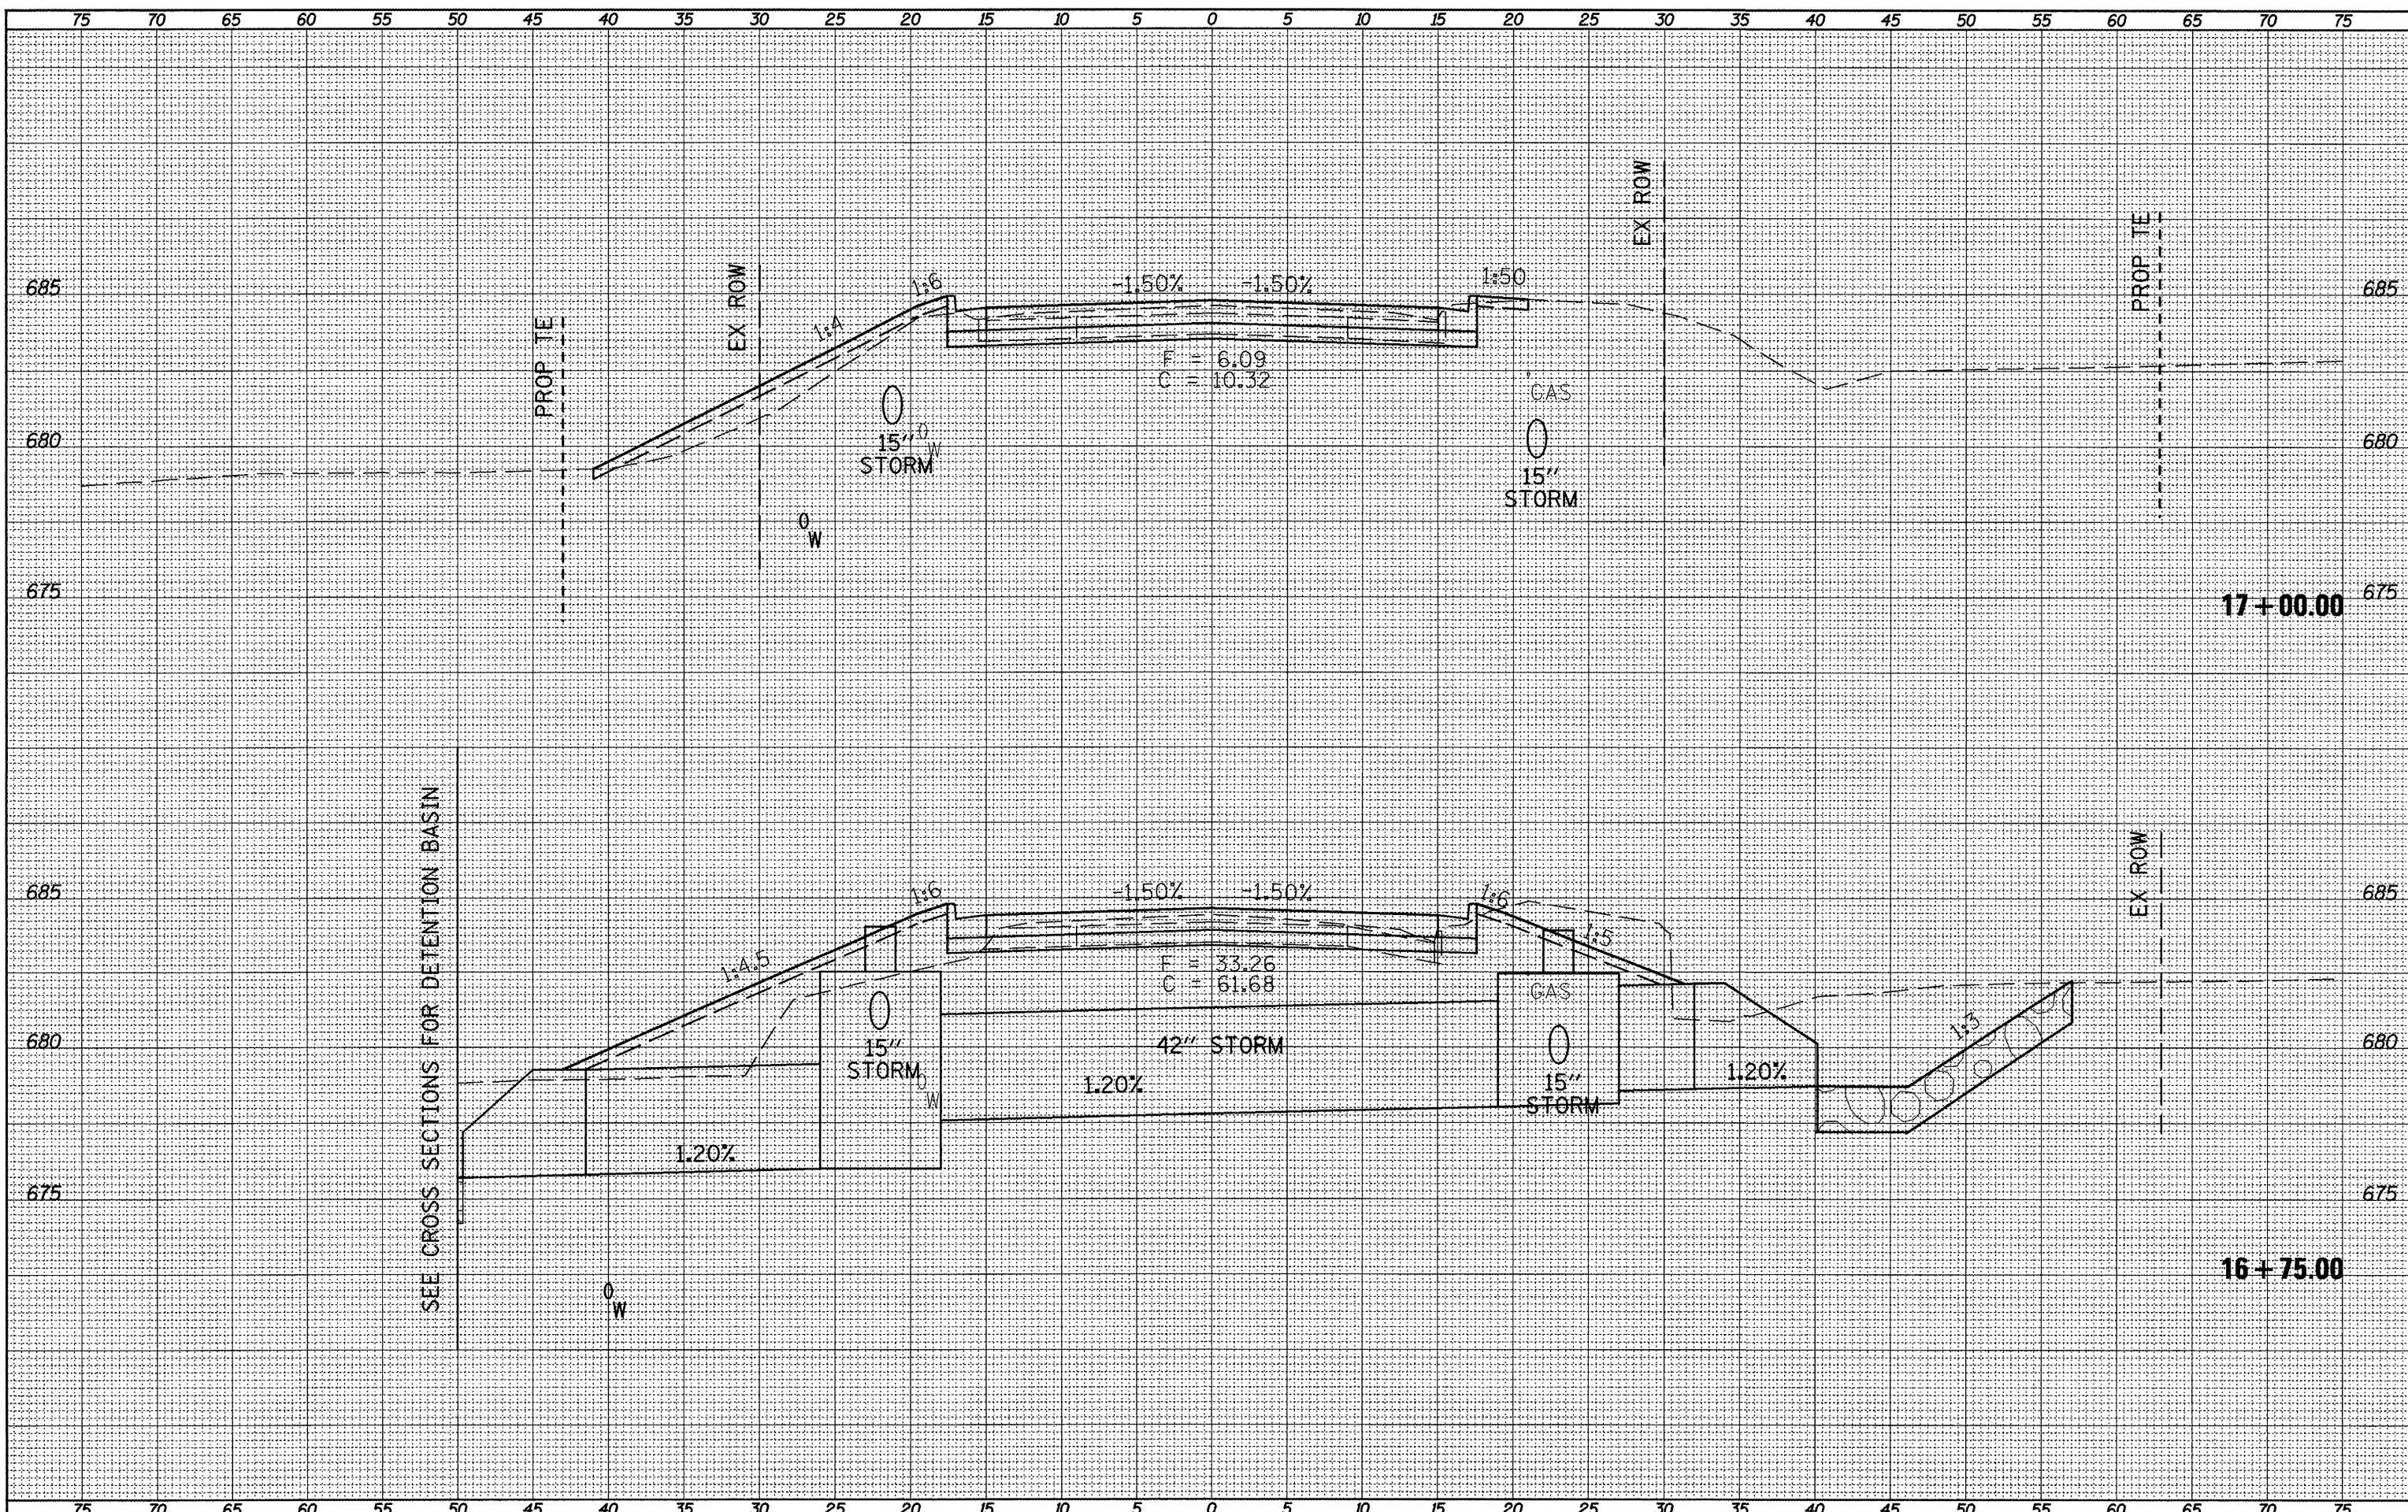 75 70 65 60 55 50 45 40 35 30 25 20 15 10 5 0 5 10 15 20 25 30 35 40 45 50 55 60 65 70 75
EX ROW
PROP TE
EX ROW
PROP TE
685
1:6
-1.50%
-1.50%
1:50
685
1:4
F = 6.09
C = 10.32
GAS
680
15"
STORM
0
W
15"
STORM
680
0
W
675
17+00.00
675
SEE CROSS SECTIONS FOR DETENTION BASIN
EX ROW
685
1:6
-1.50%
-1.50%
1:6
685
1:4.5
1:5
F = 33.26
C = 61.68
GAS
680
15"
STORM
0
W
42" STORM
1.20%
15"
STORM
1.20%
1:3
680
1.20%
675
675
16+75.00
0
W
75 70 65 60 55 50 45 40 35 30 25 20 15 10 5 0 5 10 15 20 25 30 35 40 45 50 55 60 65 70 75